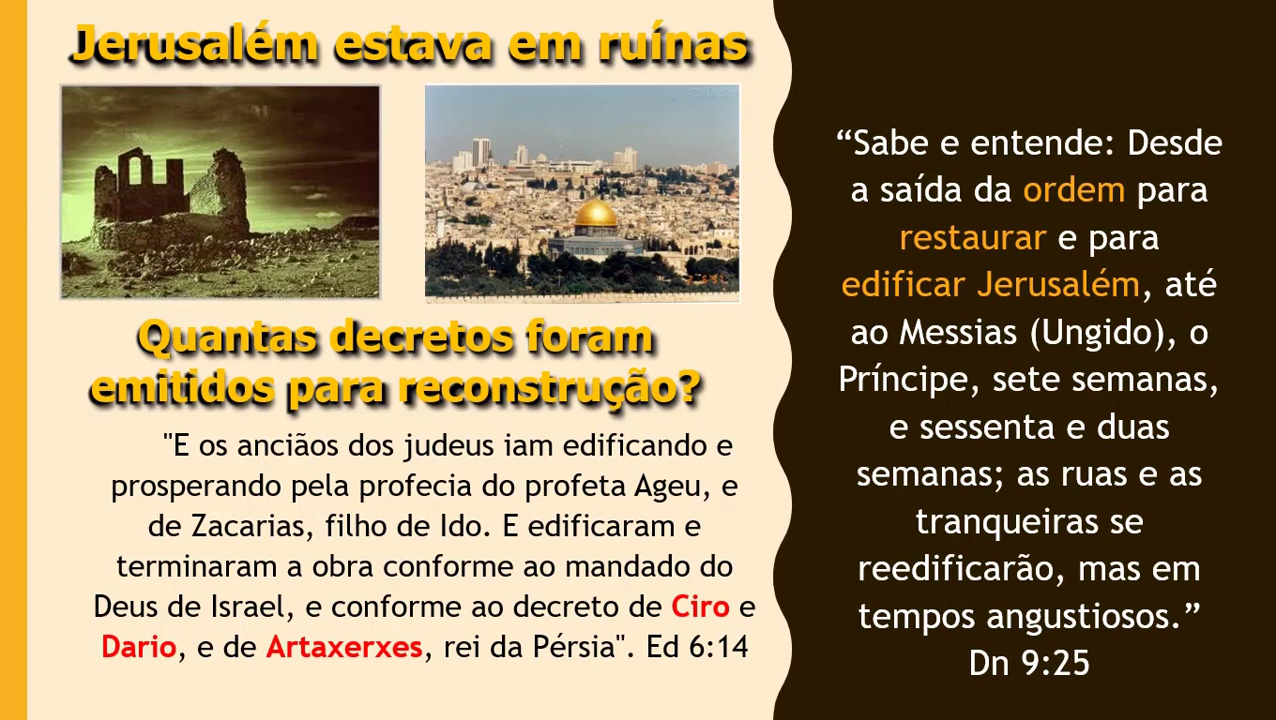 Jerusalém estava em ruínas
Quantas decretos foram
emitidos para reconstrução?
"E os anciãos dos judeus iam edificando e
prosperando pela profecia do profeta Ageu, e
de Zacarias, filho de Ido. E edificaram e
terminaram a obra conforme ao mandado do
Deus de Israel, e conforme ao decreto de Ciro e
Dario, e de Artaxerxes, rei da Pérsia". Ed 6:14
“Sabe e entende: Desde
a saída da ordem para
restaurar e para
edificar Jerusalém, até
ao Messias (Ungido), o
Príncipe, sete semanas,
e sessenta e duas
semanas; as ruas e as
tranqueiras se
reedificarão, mas em
tempos angustiosos.”
Dn 9:25